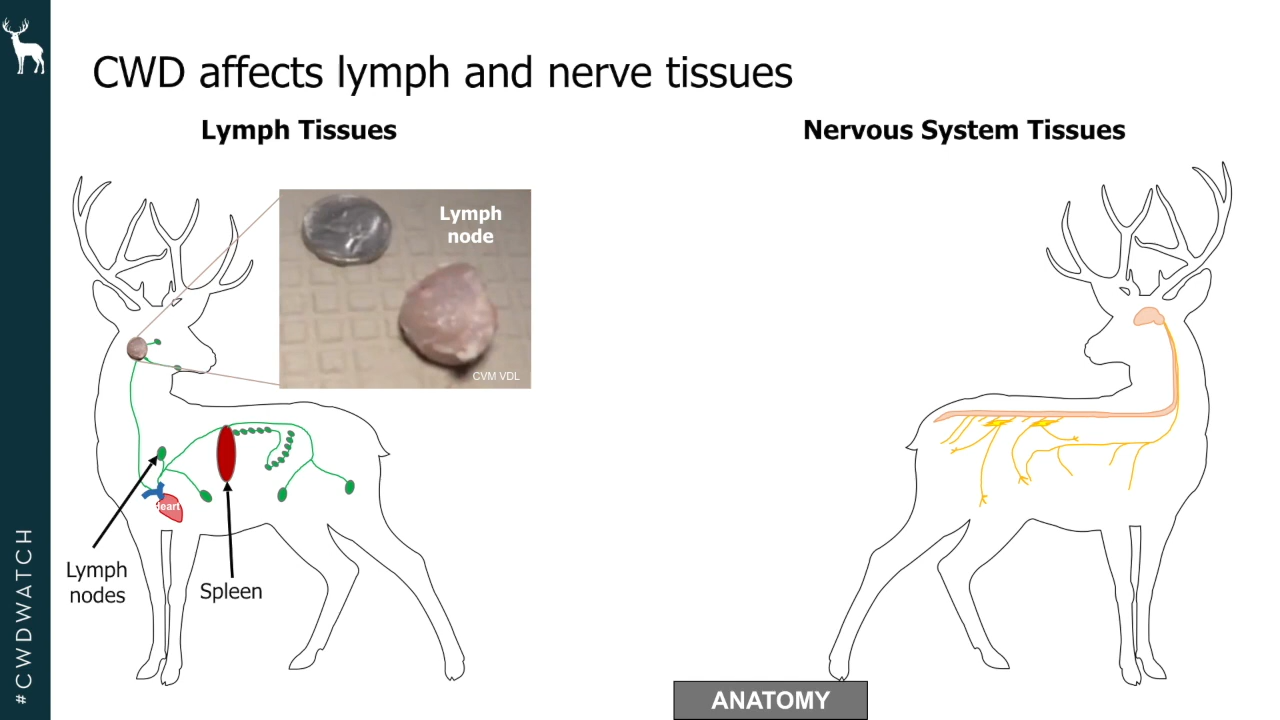 CWD affects lymph and nerve tissues
Lymph Tissues
Nervous System Tissues
Lymph
node
CVM VDL
Heart
Lymph
nodes
Spleen
ANATOMY
#CWDWATCH